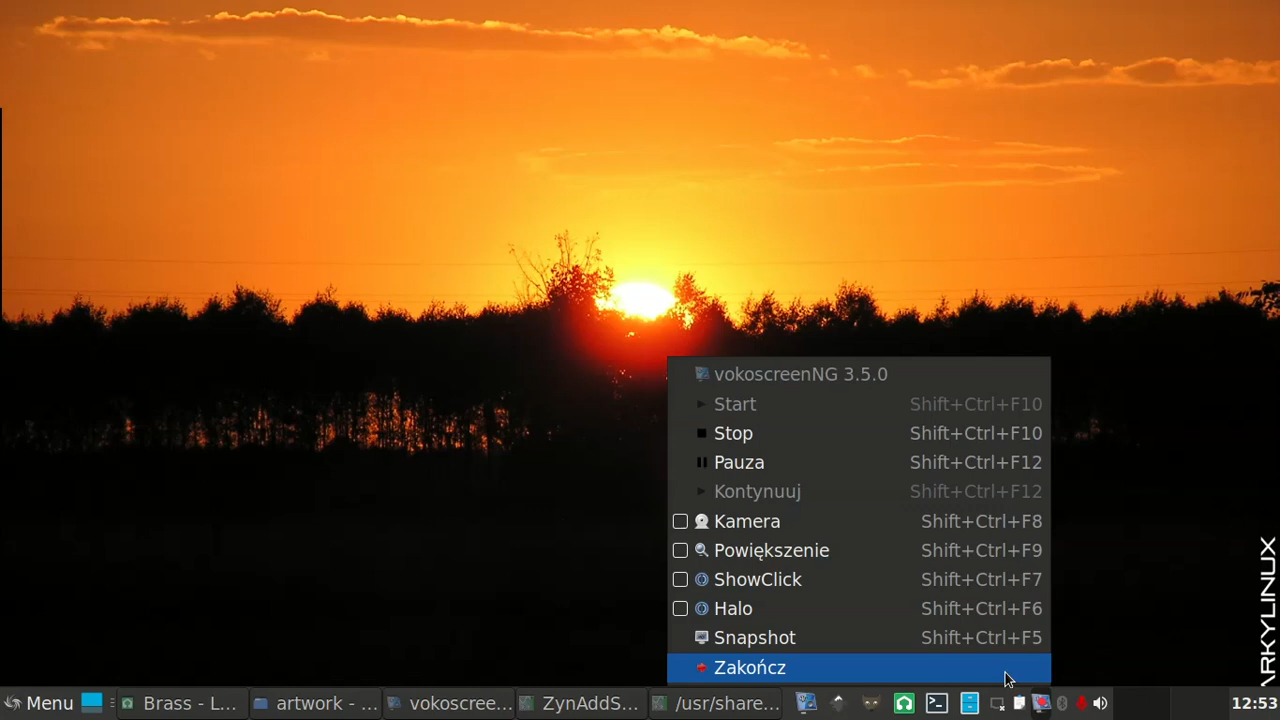 vokoscreenNG 3.5.0
Start Shift+Ctrl+F10
Stop Shift+Ctrl+F10
Pauza Shift+Ctrl+F12
Kontynuuj Shift+Ctrl+F12
Kamera Shift+Ctrl+F8
Powiększenie Shift+Ctrl+F9
ShowClick Shift+Ctrl+F7
Halo Shift+Ctrl+F6
Snapshot Shift+Ctrl+F5
Zakończ
ARKYLINUX
Menu Brass - L... artwork - ... vokoscree... ZynAddS... /usr/share... 12:53